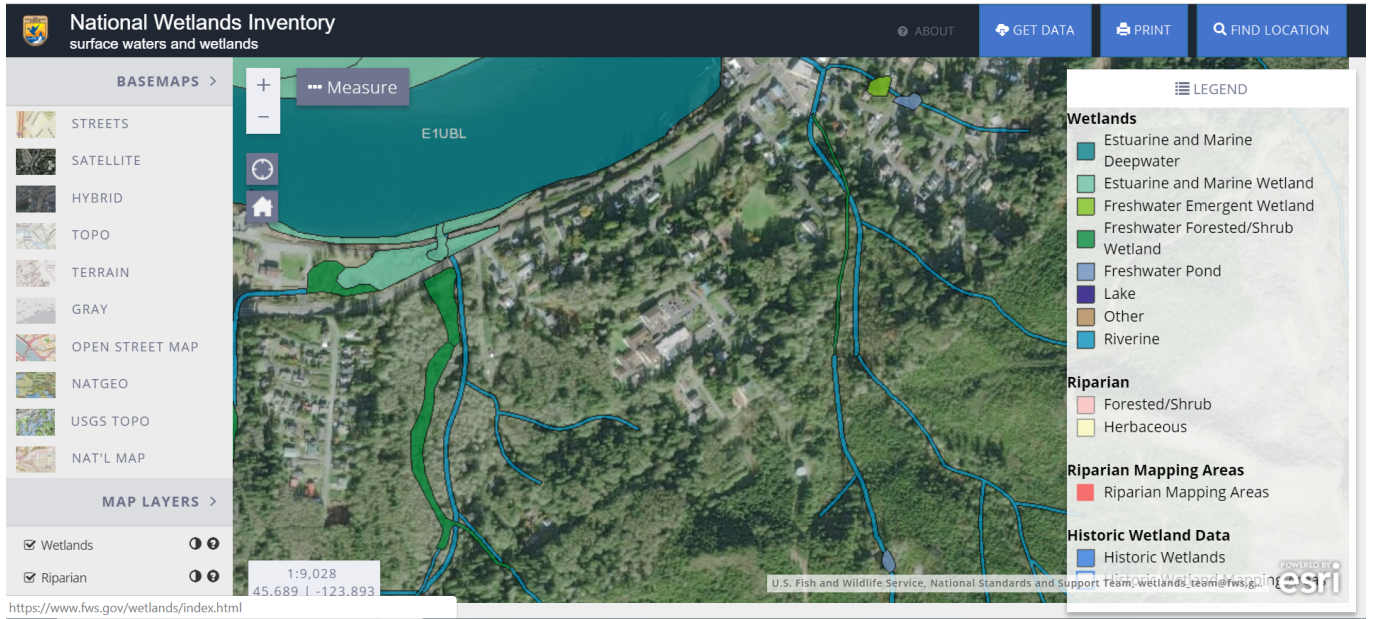 National Wetlands Inventory
surface waters and wetlands
ABOUT
GET DATA
PRINT
FIND LOCATION
BASEMAPS >
STREETS
SATELLITE
HYBRID
TOPO
TERRAIN
GRAY
OPEN STREET MAP
NATGEO
USGS TOPO
NAT'L MAP
MAP LAYERS >
Wetlands
Riparian
https://www.fws.gov/wetlands/index.html
+
−
Measure
E1UBL
1:9,028
45.689 | -123.893
LEGEND
Wetlands
Estuarine and Marine
Deepwater
Estuarine and Marine Wetland
Freshwater Emergent Wetland
Freshwater Forested/Shrub
Wetland
Freshwater Pond
Lake
Other
Riverine
Riparian
Forested/Shrub
Herbaceous
Riparian Mapping Areas
Riparian Mapping Areas
Historic Wetland Data
Historic Wetlands
Historic Wetland Mapping
U.S. Fish and Wildlife Service, National Standards and Support Team, wetlands_team@fws.g...
POWERED BY
esri